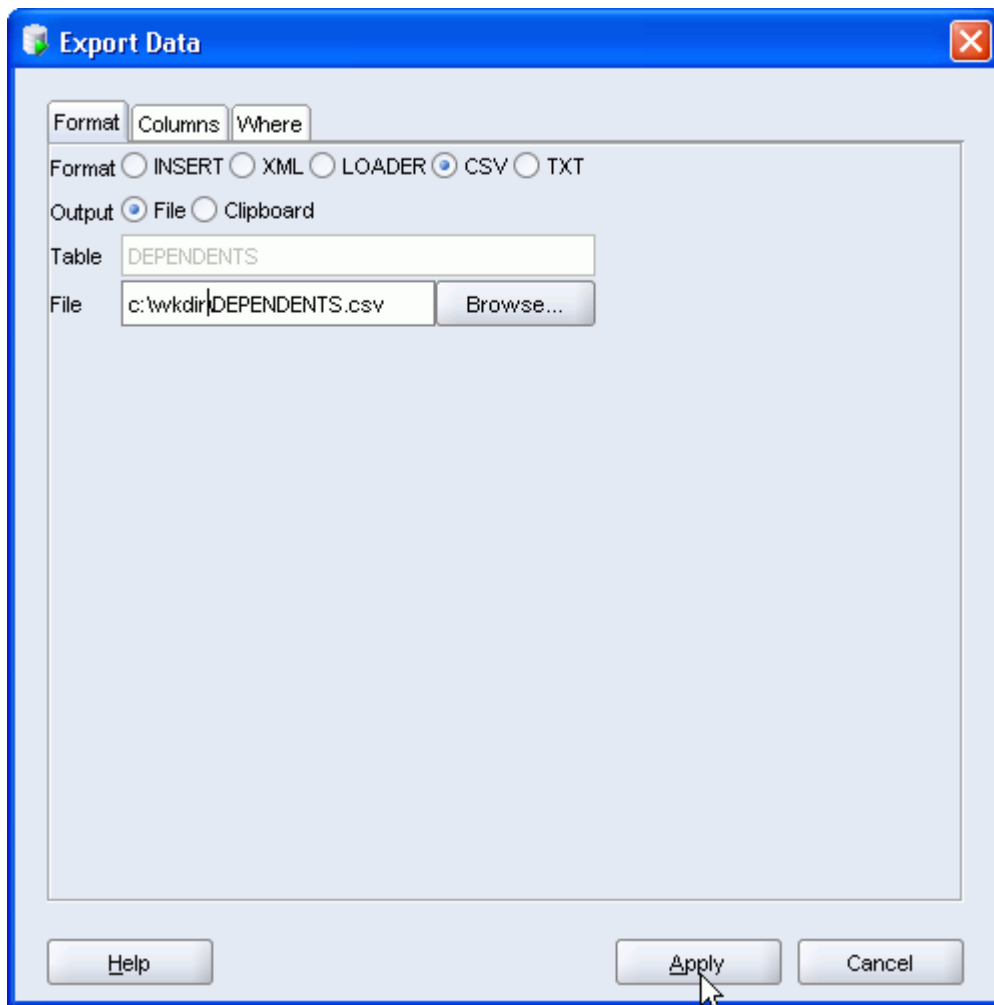 Export Data
Format Columns Where
Format INSERT XML LOADER CSV TXT
Output File Clipboard
Table DEPENDENTS
File c:\wkdir\DEPENDENTS.csv Browse...
Help Apply Cancel